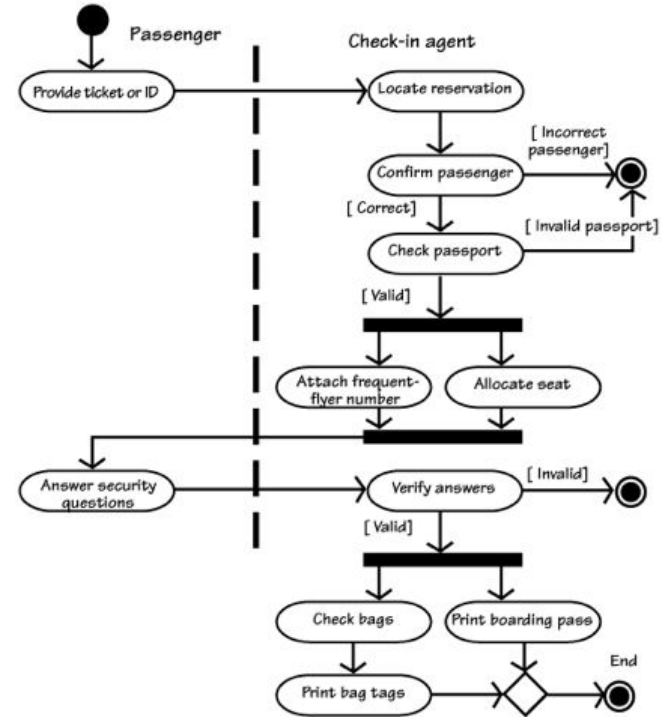 Passenger
Check-in agent
Provide ticket or ID
Locate reservation
[ Incorrect
passenger]
Confirm passenger
[ Correct]
[ Invalid passport]
Check passport
[ Valid]
Attach frequent-
flyer number
Allocate seat
Answer security
questions
Verify answers
[ Invalid]
[ Valid]
Check bags
Print boarding pass
End
Print bag tags